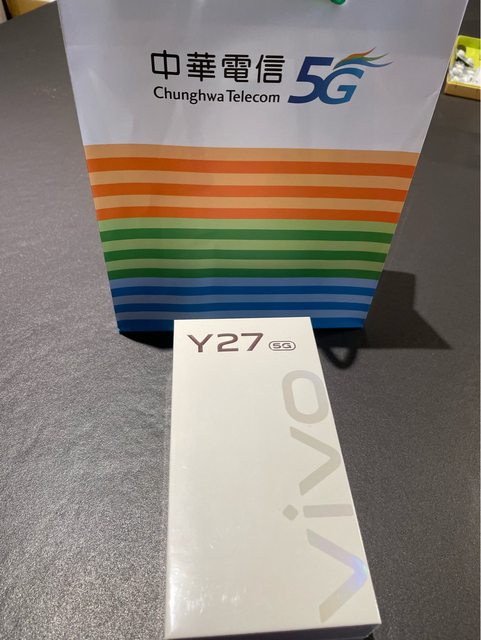 中華電信 5G
Chunghwa Telecom
Y27 5G
vivo